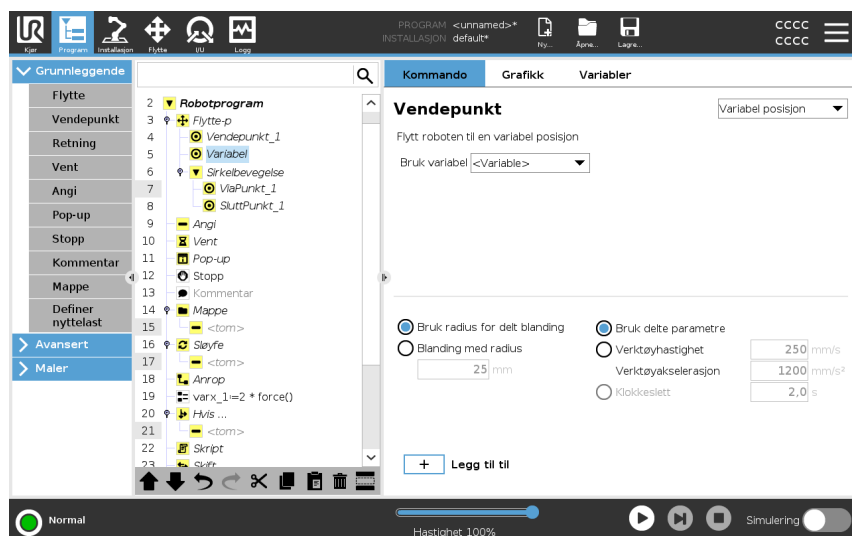 PROGRAM <unnamed>*
INSTALLASJON default*
Kjør
Program
Installasjon
Flytte
I/U
Logg
Ny...
Åpne...
Lagre...
CCCC
CCCC
Grunnleggende
Flytte
Vendepunkt
Retning
Vent
Angi
Pop-up
Stopp
Kommentar
Mappe
Definer
nyttelast
Avansert
Maler
2 Robotprogram
3 Flytte-p
4 Vendepunkt_1
5 Variabel
6 Sirkelbevegelse
7 ViaPunkt_1
8 SluttPunkt_1
9 Angi
10 Vent
11 Pop-up
12 Stopp
13 Kommentar
14 Mappe
15 <tom>
16 Sløyfe
17 <tom>
18 Anrop
19 varx_1:=2 * force()
20 Hvis ...
21 <tom>
22 Skript
23 Skift
Kommando
Grafikk
Variabler
Vendepunkt
Variabel posisjon
Flytt roboten til en variabel posisjon
Bruk variabel <Variable>
Bruk radius for delt blanding
Blanding med radius
25 mm
Bruk delte parametre
Verktøyhastighet 250 mm/s
Verktøyakselerasjon 1200 mm/s²
Klokkeslett 2,0 s
+ Legg til til
Normal
Hastighet 100%
Simulering